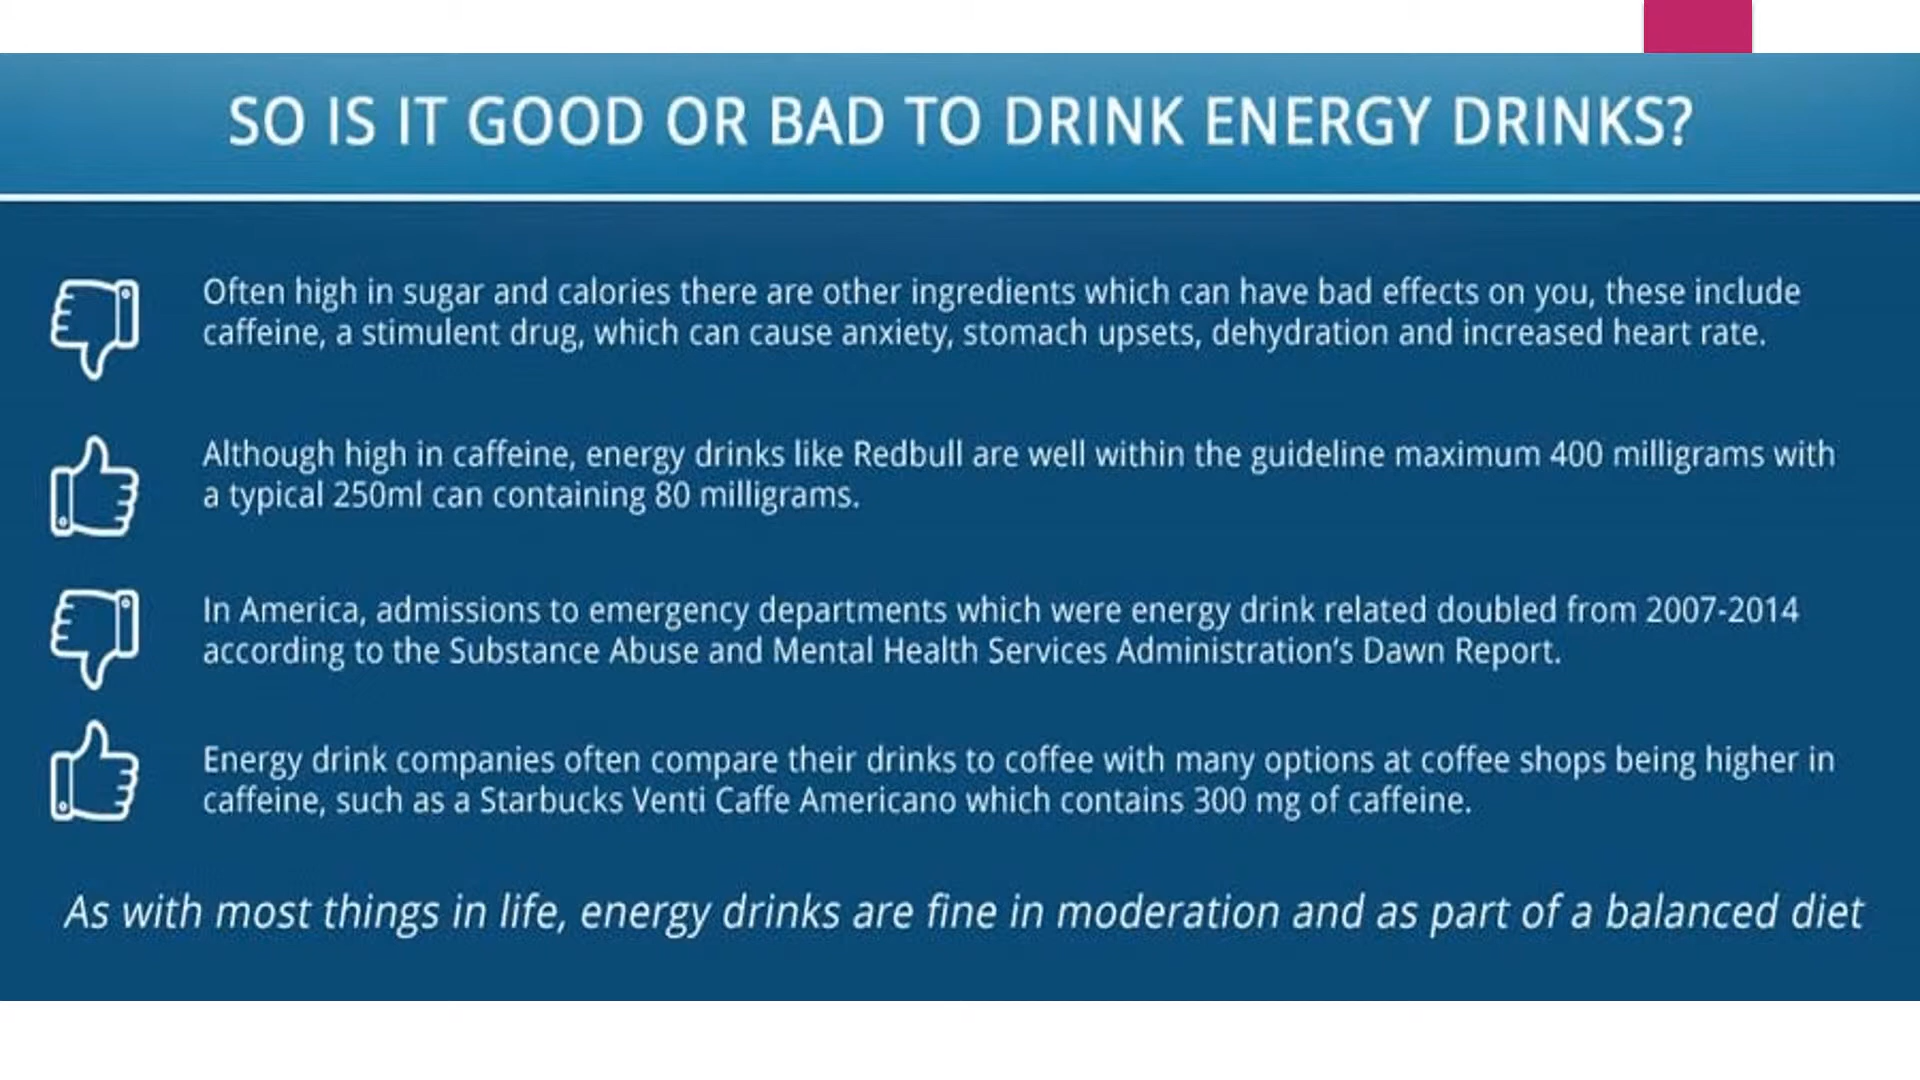 SO IS IT GOOD OR BAD TO DRINK ENERGY DRINKS?
Often high in sugar and calories there are other ingredients which can have bad effects on you, these include
caffeine, a stimulent drug, which can cause anxiety, stomach upsets, dehydration and increased heart rate.
Although high in caffeine, energy drinks like Redbull are well within the guideline maximum 400 milligrams with
a typical 250ml can containing 80 milligrams.
In America, admissions to emergency departments which were energy drink related doubled from 2007-2014
according to the Substance Abuse and Mental Health Services Administration’s Dawn Report.
Energy drink companies often compare their drinks to coffee with many options at coffee shops being higher in
caffeine, such as a Starbucks Venti Caffe Americano which contains 300 mg of caffeine.
As with most things in life, energy drinks are fine in moderation and as part of a balanced diet